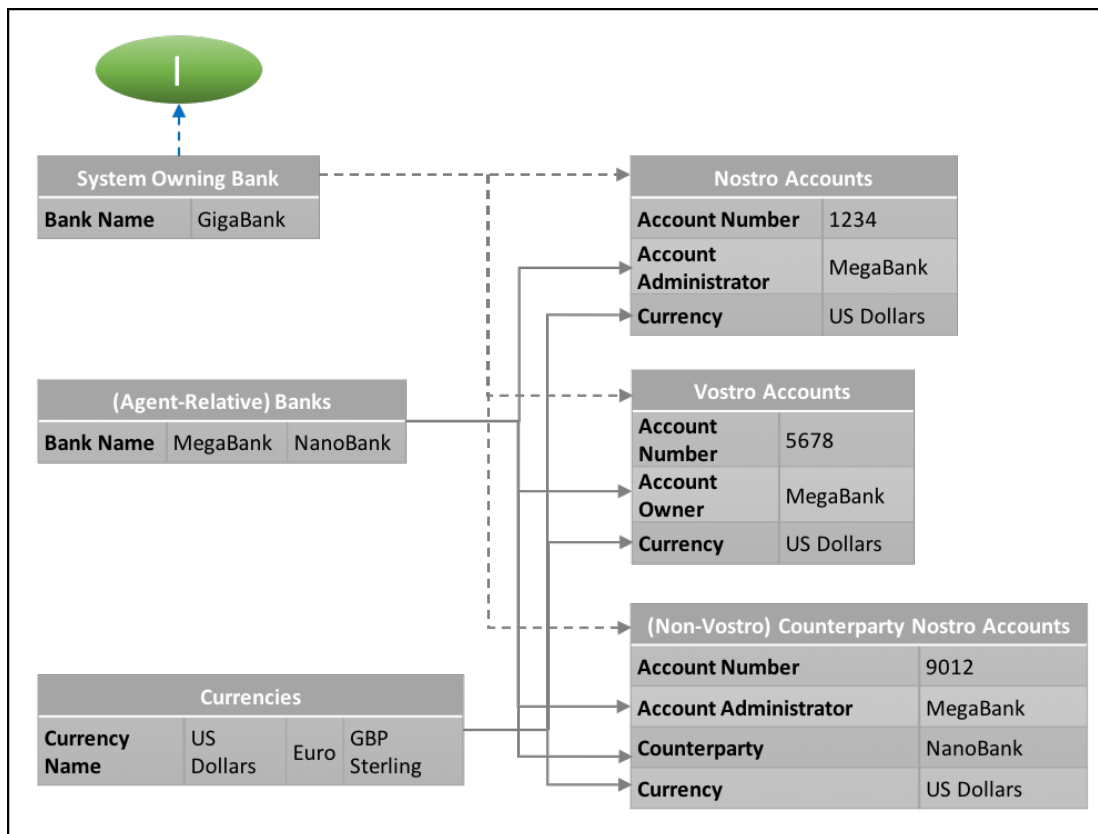 I
System Owning Bank
Bank Name GigaBank
Nostro Accounts
Account Number 1234
Account
Administrator MegaBank
Currency US Dollars
(Agent-Relative) Banks
Bank Name MegaBank NanoBank
Vostro Accounts
Account
Number 5678
Account
Owner MegaBank
Currency US Dollars
(Non-Vostro) Counterparty Nostro Accounts
Account Number 9012
Account Administrator MegaBank
Counterparty NanoBank
Currency US Dollars
Currencies
Currency US Euro GBP
Name Dollars Sterling